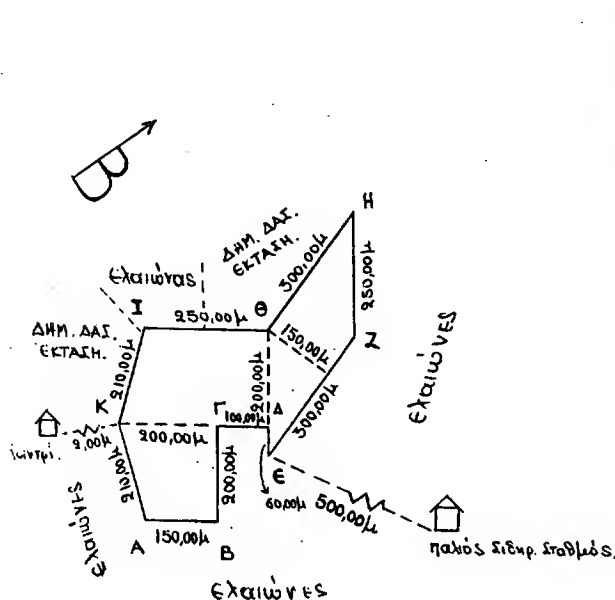 Β
Η
ΔΗΜ. ΔΑΣ.
ΕΚΤΑΣΗ.
300,00μ
250,00μ
Ελαιώνας
Ι
250,00μ
Θ
150,00μ
Ζ
ΔΗΜ. ΔΑΣ.
ΕΚΤΑΣΗ.
210,00μ
200,00μ
300,00μ
Ελαιώνες
Κ
Γ
100,00μ
Δ
2,00μ
200,00μ
210,00μ
200,00μ
Ε
60,00μ
500,00μ
Ελαιώνες
Α
150,00μ
Β
παλιός Σιδηρ. Σταθμός.
Ελαιώνες